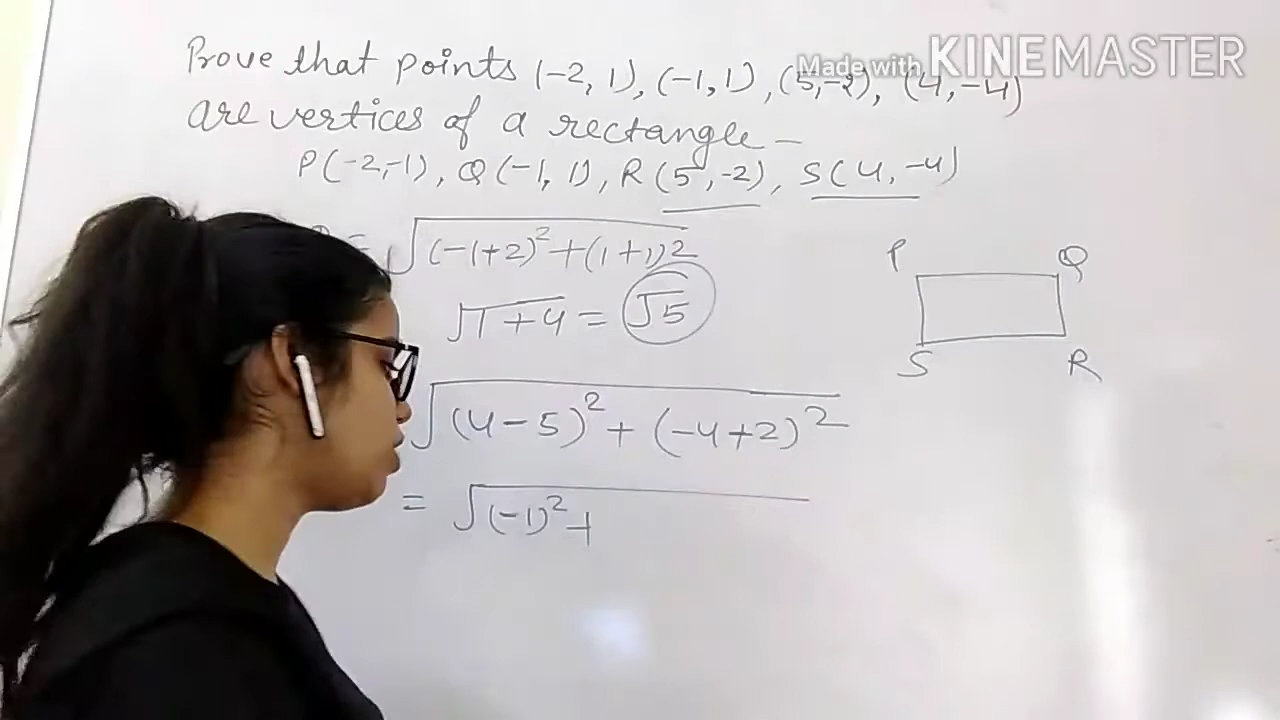 Prove that points (-2, 1), (-1, 1), (5, -2), (4, -4)
Made with KINEMASTER
are vertices of a rectangle –
P(-2,-1), Q(-1, 1), R(5, -2), S(4, -4)
= √(-1+2)² + (1+1)2
√1+4 = √5
√(4-5)² + (-4+2)²
= √(-1)² +
P Q
S R